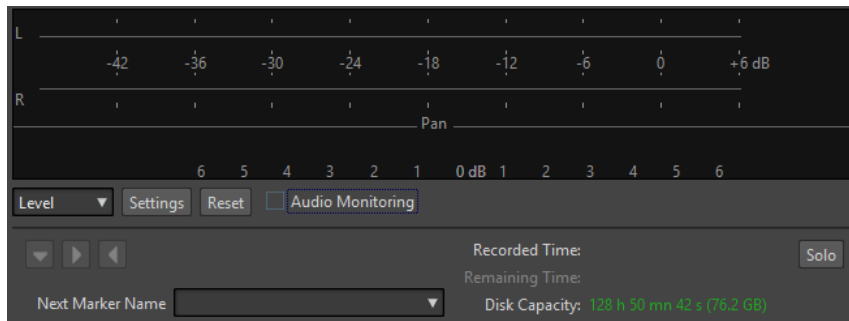 L
-42 -36 -30 -24 -18 -12 -6 0 +6 dB
R
Pan
6 5 4 3 2 1 0 dB 1 2 3 4 5 6
Level Settings Reset Audio Monitoring
Recorded Time: Solo
Remaining Time:
Next Marker Name Disk Capacity: 128 h 50 mn 42 s (76.2 GB)